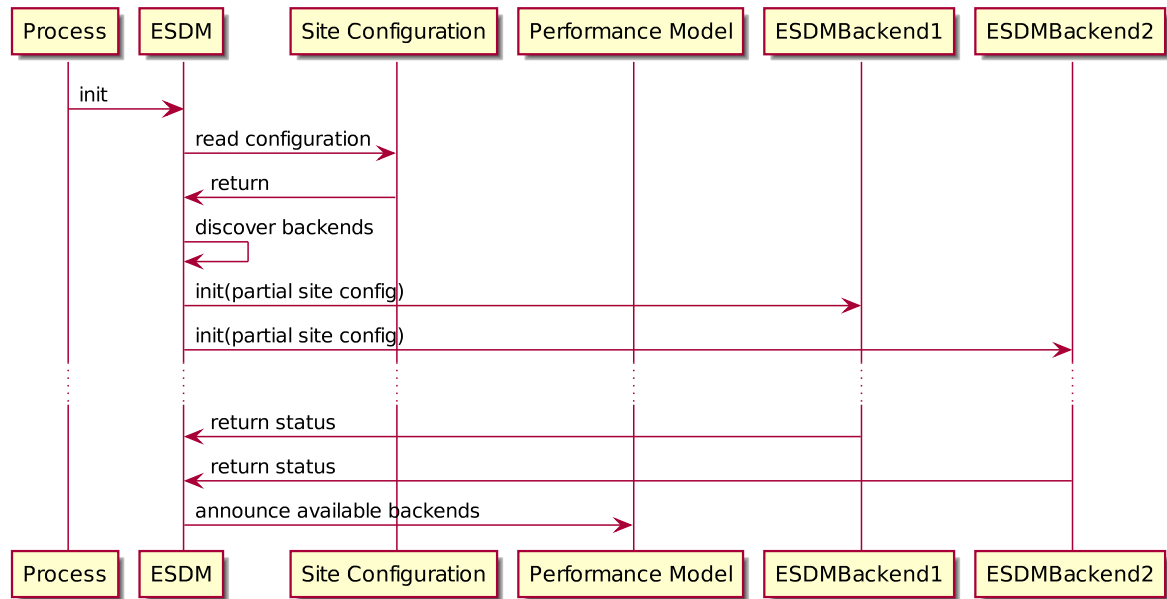 Process ESDM Site Configuration Performance Model ESDMBackend1 ESDMBackend2
init
read configuration
return
discover backends
init(partial site config)
init(partial site config)
return status
return status
announce available backends
Process ESDM Site Configuration Performance Model ESDMBackend1 ESDMBackend2